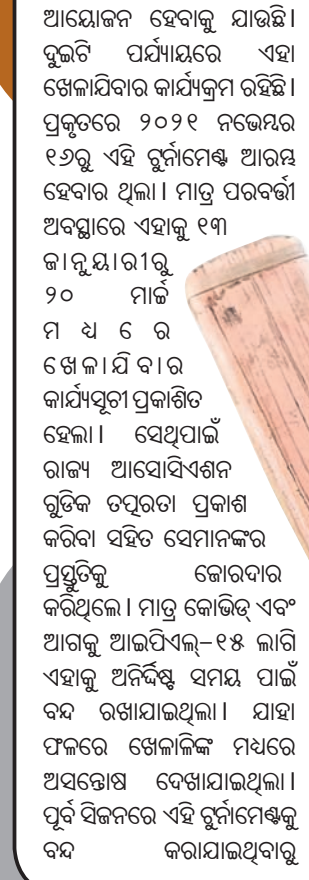 ଆୟୋଜନ ହେବାକୁ ଯାଉଛି।
ଦୁଇଟି ପର୍ଯ୍ୟାୟରେ ଏହା
ଖେଳାଯିବାର କାର୍ଯ୍ୟକ୍ରମ ରହିଛି।
ପ୍ରକୃତରେ ୨୦୨୧ ନଭେମ୍ବର
୧୬ରୁ ଏହି ଟୁର୍ନାମେଣ୍ଟ ଆରମ୍ଭ
ହେବାର ଥିଲା। ମାତ୍ର ପରବର୍ତ୍ତୀ
ଅବସ୍ଥାରେ ଏହାକୁ ୧୩
ଜାନୁୟାରୀରୁ
୨୦ ମାର୍ଚ୍ଚ
ମଧ୍ୟରେ
ଖେଳାଯିବାର
କାର୍ଯ୍ୟସୂଚୀ ପ୍ରକାଶିତ
ହେଲା। ସେଥିପାଇଁ
ରାଜ୍ୟ ଆସୋସିଏଶନ
ଗୁଡିକ ତତ୍ପରତା ପ୍ରକାଶ
କରିବା ସହିତ ସେମାନଙ୍କର
ପ୍ରସ୍ତୁତିକୁ ଜୋରଦାର
କରିଥିଲେ। ମାତ୍ର କୋଭିଡ୍ ଏବଂ
ଆଗକୁ ଆଇପିଏଲ୍-୧୫ ଲାଗି
ଏହାକୁ ଅନିର୍ଦ୍ଦିଷ୍ଟ ସମୟ ପାଇଁ
ବନ୍ଦ ରଖାଯାଇଥିଲା। ଯାହା
ଫଳରେ ଖେଳାଳିଙ୍କ ମଧ୍ୟରେ
ଅସନ୍ତୋଷ ଦେଖାଯାଇଥିଲା।
ପୂର୍ବ ସିଜନରେ ଏହି ଟୁର୍ନାମେଣ୍ଟକୁ
ବନ୍ଦ କରାଯାଇଥିବାରୁ